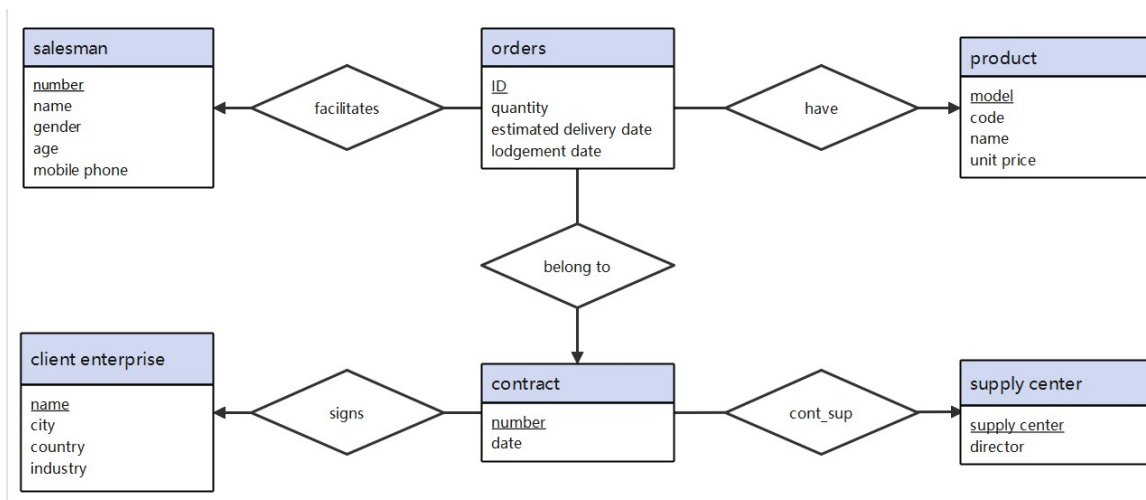 salesman
number
name
gender
age
mobile phone
facilitates
orders
ID
quantity
estimated delivery date
lodgement date
have
product
model
code
name
unit price
belong to
client enterprise
name
city
country
industry
signs
contract
number
date
cont_sup
supply center
supply center
director